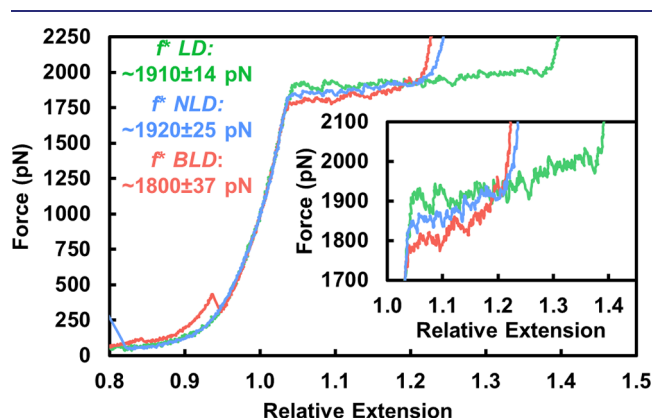 2250
2000
1750
1500
1250
1000
750
500
250
0
Force (pN)
f* LD:
~1910±14 pN
f* NLD:
~1920±25 pN
f* BLD:
~1800±37 pN
2100
2000
1900
1800
1700
Force (pN)
1.0 1.1 1.2 1.3 1.4
Relative Extension
0.8 0.9 1.0 1.1 1.2 1.3 1.4 1.5
Relative Extension